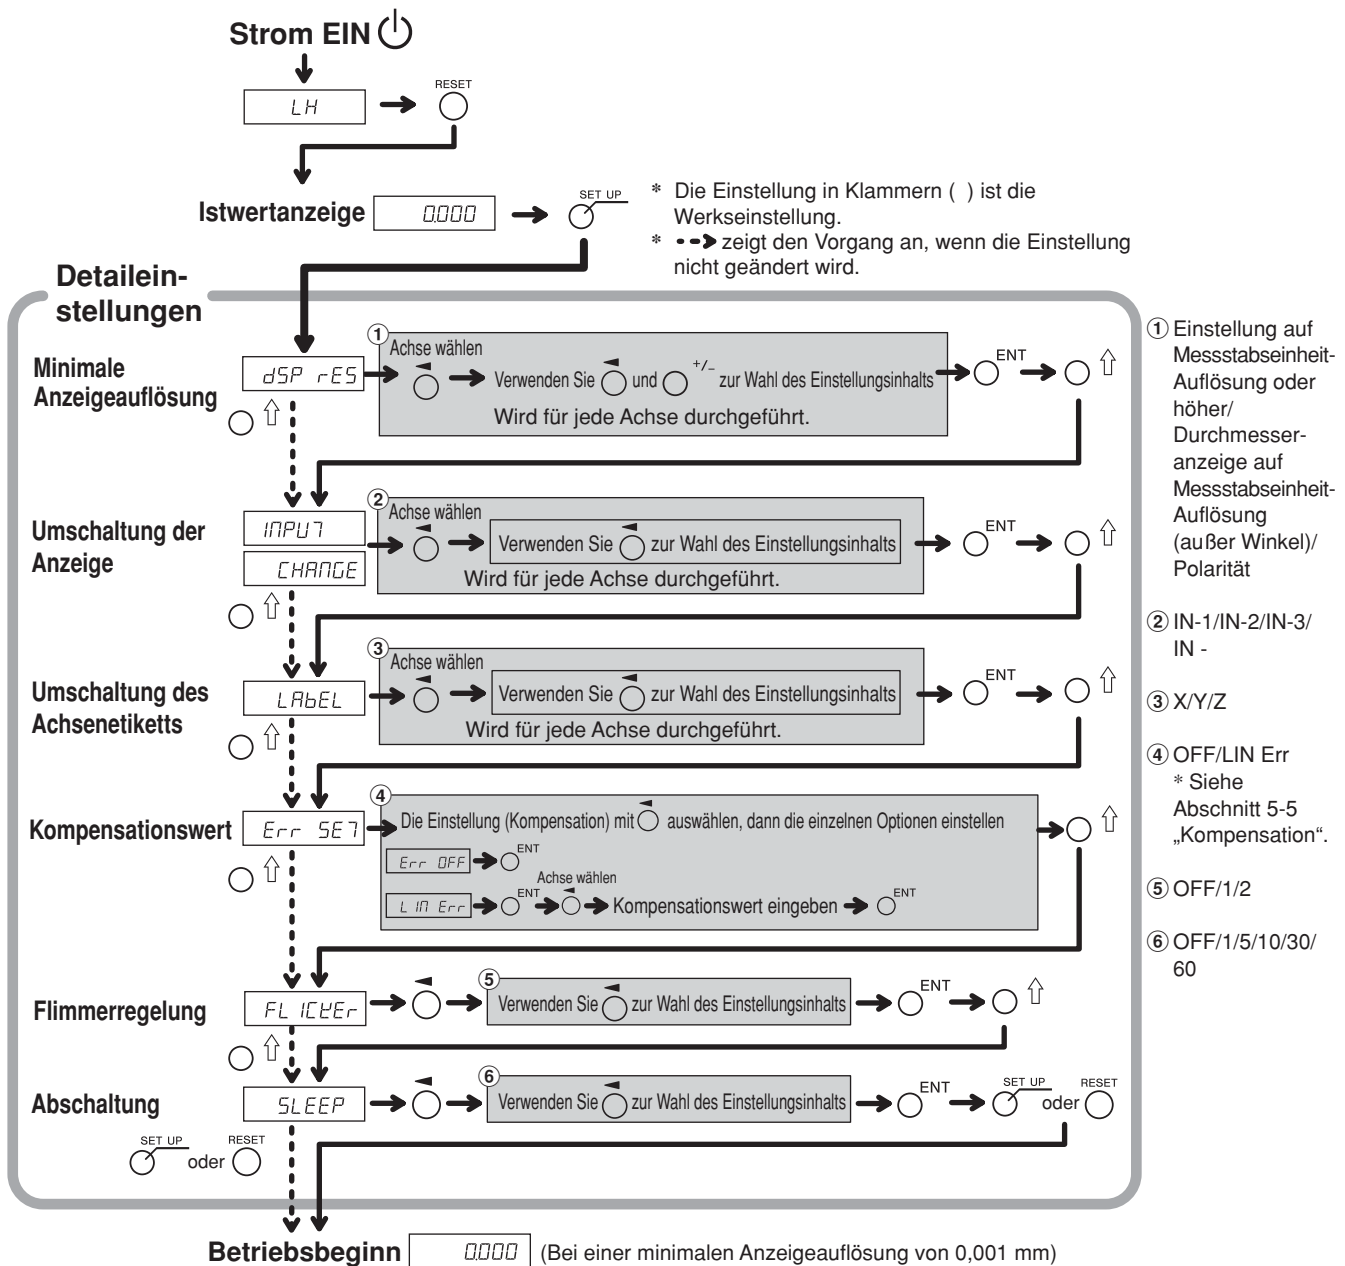 Strom EIN
LH
RESET
Istwertanzeige
0.000
SET UP
* Die Einstellung in Klammern ( ) ist die
Werkseinstellung.
* zeigt den Vorgang an, wenn die Einstellung
nicht geändert wird.
Detailein-
stellungen
Minimale
Anzeigeauflösung
dSP rES
①
Achse wählen
Verwenden Sie und +/− zur Wahl des Einstellungsinhalts
Wird für jede Achse durchgeführt.
ENT
Umschaltung der
Anzeige
INPUT
CHANGE
②
Achse wählen
Verwenden Sie zur Wahl des Einstellungsinhalts
Wird für jede Achse durchgeführt.
ENT
Umschaltung des
Achsenetiketts
LAbEL
③
Achse wählen
Verwenden Sie zur Wahl des Einstellungsinhalts
Wird für jede Achse durchgeführt.
ENT
Kompensationswert
Err SET
④
Die Einstellung (Kompensation) mit auswählen, dann die einzelnen Optionen einstellen
Err OFF
ENT
LIN Err
ENT
Achse wählen
Kompensationswert eingeben
ENT
Flimmerregelung
FLICKEr
⑤
Verwenden Sie zur Wahl des Einstellungsinhalts
ENT
Abschaltung
SLEEP
⑥
Verwenden Sie zur Wahl des Einstellungsinhalts
ENT
SET UP
oder
RESET
SET UP
oder
RESET
Betriebsbeginn
0.000
(Bei einer minimalen Anzeigeauflösung von 0,001 mm)
① Einstellung auf
Messstabseinheit-
Auflösung oder
höher/
Durchmesser-
anzeige auf
Messstabseinheit-
Auflösung
(außer Winkel)/
Polarität
② IN-1/IN-2/IN-3/
IN -
③ X/Y/Z
④ OFF/LIN Err
* Siehe
Abschnitt 5-5
„Kompensation“.
⑤ OFF/1/2
⑥ OFF/1/5/10/30/
60